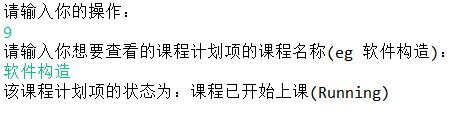 请输入你的操作:
9
请输入你想要查看的课程计划项的课程名称(eg 软件构造):
软件构造
该课程计划项的状态为: 课程已开始上课(Running)